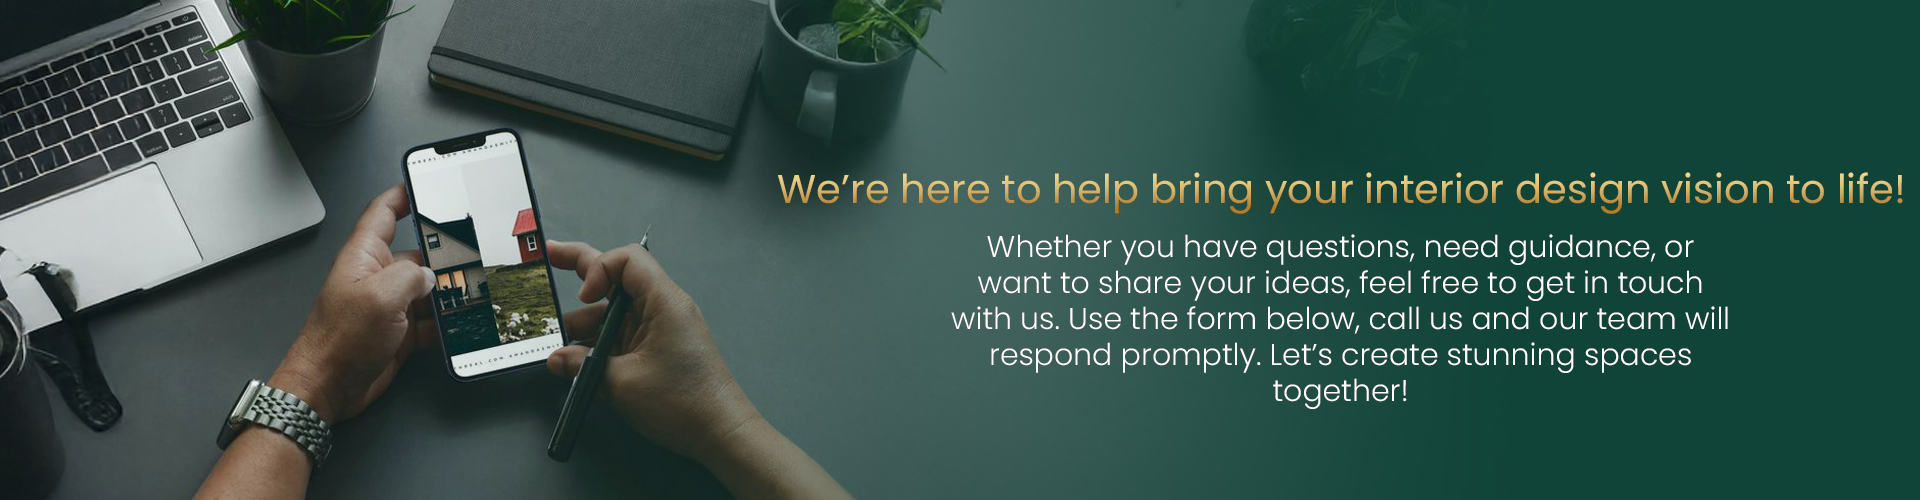 We're here to help bring your interior design vision to life!
Whether you have questions, need guidance, or
want to share your ideas, feel free to get in touch
with us. Use the form below, call us and our team will
respond promptly. Let's create stunning spaces
together!